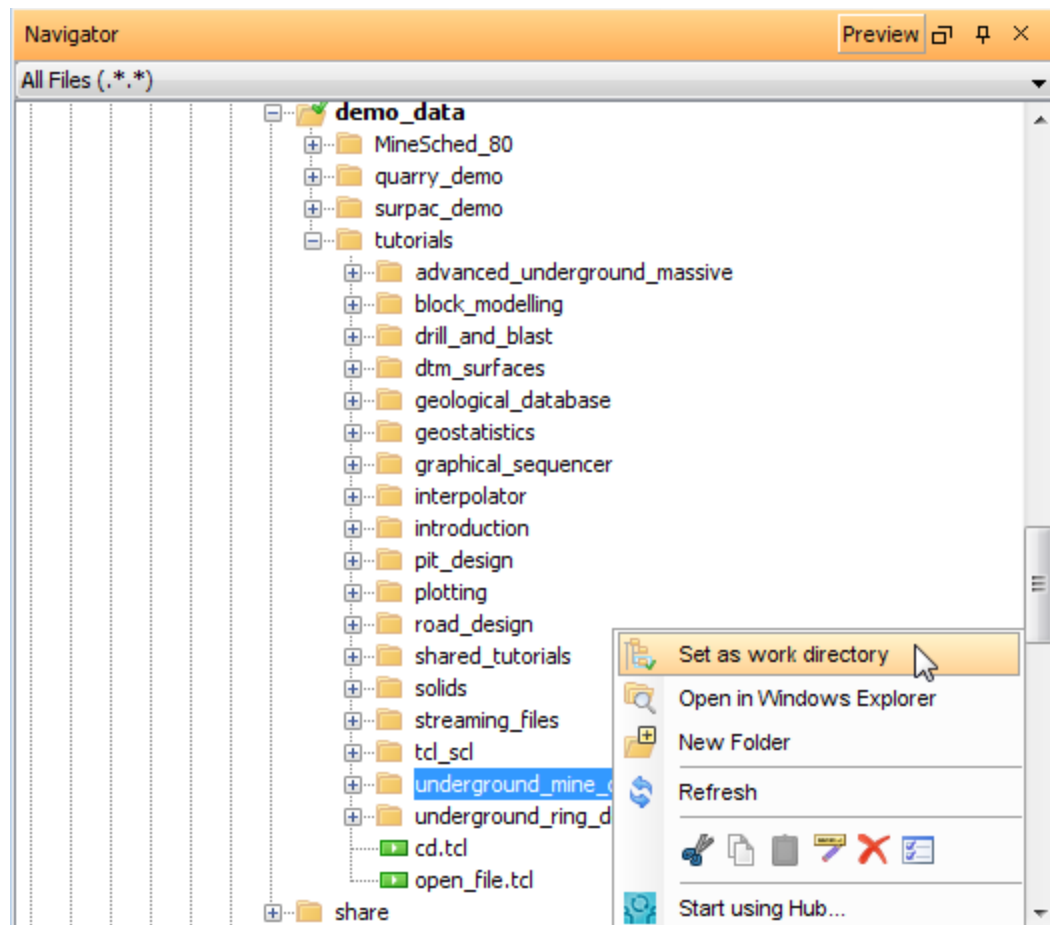 Navigator Preview
All Files (.*.*)
demo_data
MineSched_80
quarry_demo
surpac_demo
tutorials
advanced_underground_massive
block_modelling
drill_and_blast
dtm_surfaces
geological_database
geostatistics
graphical_sequencer
interpolator
introduction
pit_design
plotting
road_design
shared_tutorials
solids
streaming_files
tcl_scl
underground_mine_
underground_ring_d
cd.tcl
open_file.tcl
share
Set as work directory
Open in Windows Explorer
New Folder
Refresh
Start using Hub...